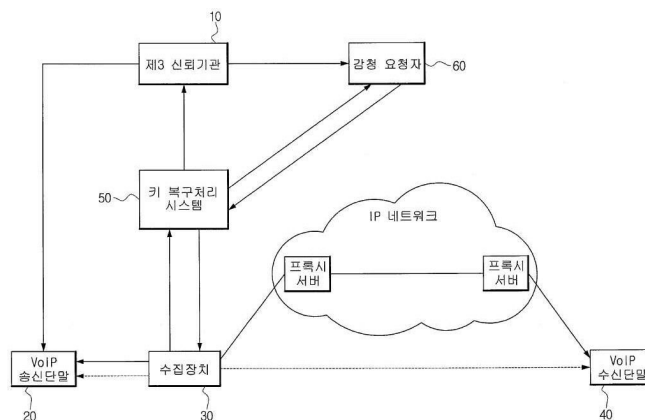 10
제3 신뢰기관
감청 요청자
60
50
키 복구처리
시스템
IP 네트워크
프록시
서버
프록시
서버
VoIP
송신단말
수집장치
VoIP
수신단말
20
30
40